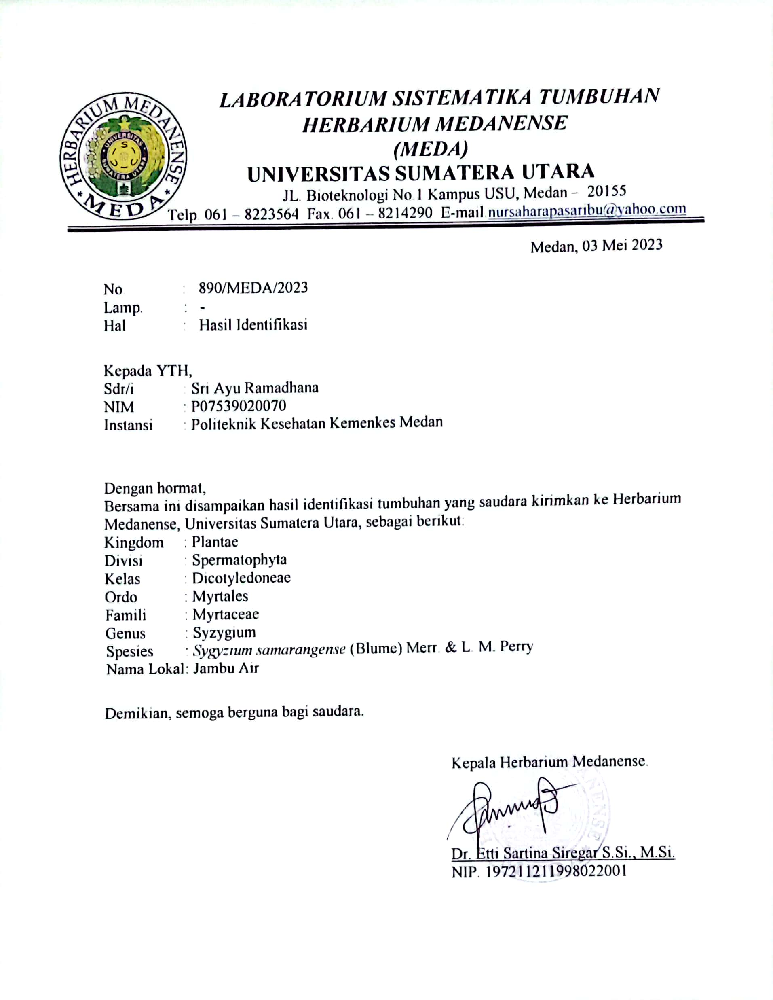 HERBARIUM MEDANENSE
* MEDA *
UNIVERSITAS
SUMATERA UTARA
LABORATORIUM SISTEMATIKA TUMBUHAN
HERBARIUM MEDANENSE
(MEDA)
UNIVERSITAS SUMATERA UTARA
JL. Bioteknologi No.1 Kampus USU, Medan – 20155
Telp. 061 – 8223564 Fax. 061 – 8214290 E-mail.nursaharapasaribu@yahoo.com
Medan, 03 Mei 2023
No : 890/MEDA/2023
Lamp. : -
Hal : Hasil Identifikasi
Kepada YTH,
Sdr/i : Sri Ayu Ramadhana
NIM : P07539020070
Instansi : Politeknik Kesehatan Kemenkes Medan
Dengan hormat,
Bersama ini disampaikan hasil identifikasi tumbuhan yang saudara kirimkan ke Herbarium
Medanense, Universitas Sumatera Utara, sebagai berikut:
Kingdom : Plantae
Divisi : Spermatophyta
Kelas : Dicotyledoneae
Ordo : Myrtales
Famili : Myrtaceae
Genus : Syzygium
Spesies : Sygyzium samarangense (Blume) Merr. & L. M. Perry
Nama Lokal: Jambu Air
Demikian, semoga berguna bagi saudara.
Kepala Herbarium Medanense.
Dr. Etti Sartina Siregar S.Si., M.Si.
NIP. 197211211998022001